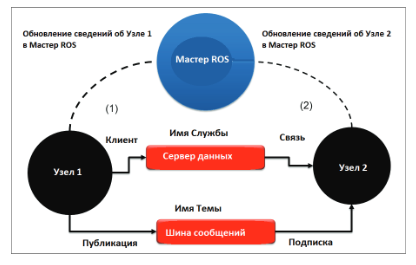 Обновление сведений об Узле 1
в Мастер ROS
Обновление сведений об Узле 2
в Мастер ROS
Мастер ROS
(1)
(2)
Клиент
Имя Службы
Связь
Сервер данных
Узел 1
Узел 2
Имя Темы
Шина сообщений
Публикация
Подписка